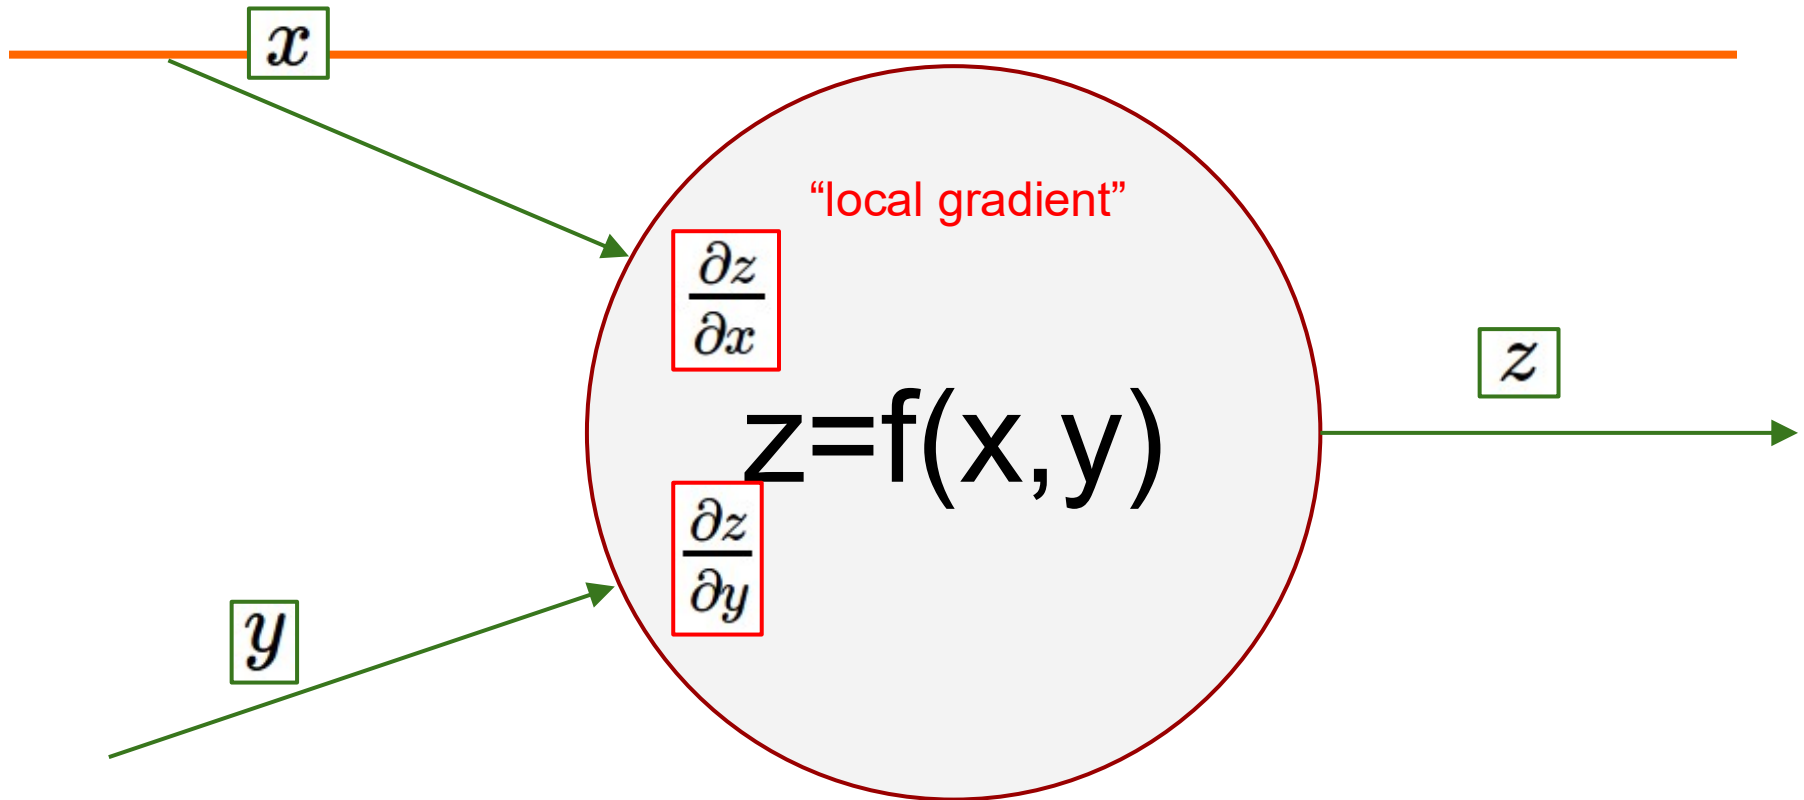 x
“local gradient”
∂z
∂x
z=f(x,y)
z
∂z
∂y
y